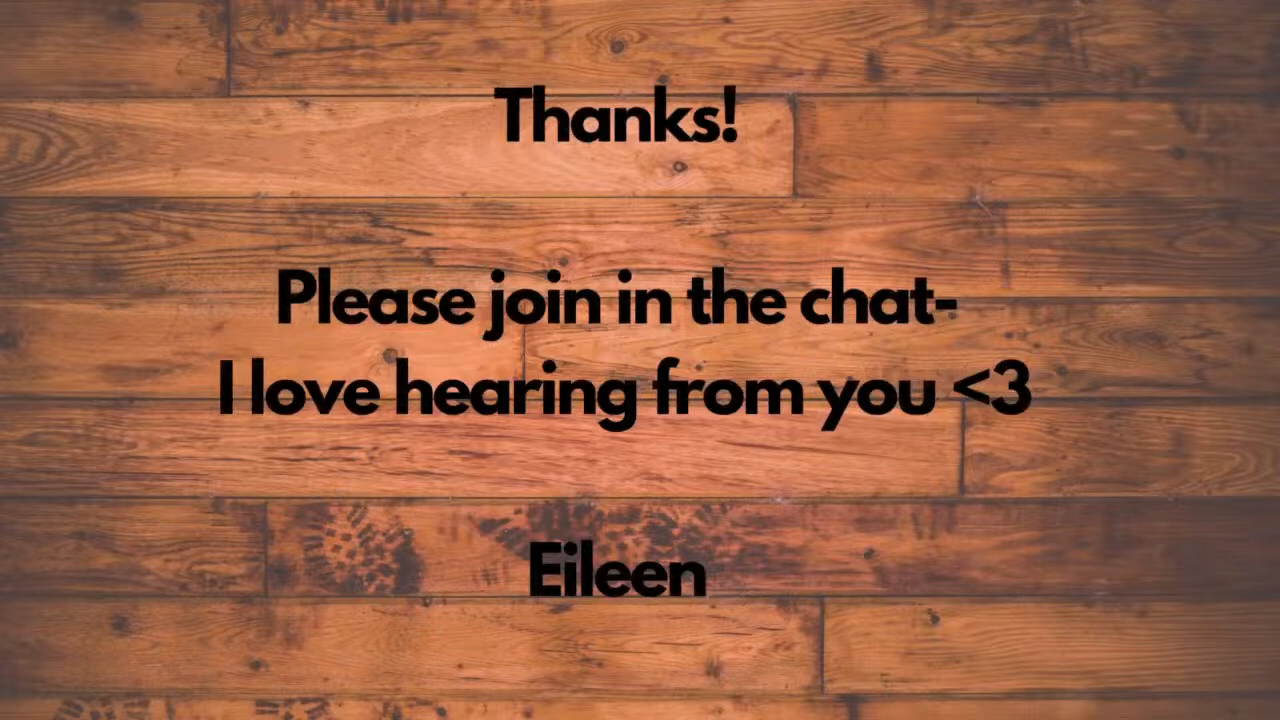 Thanks!
Please join in the chat-
I love hearing from you <3
Eileen